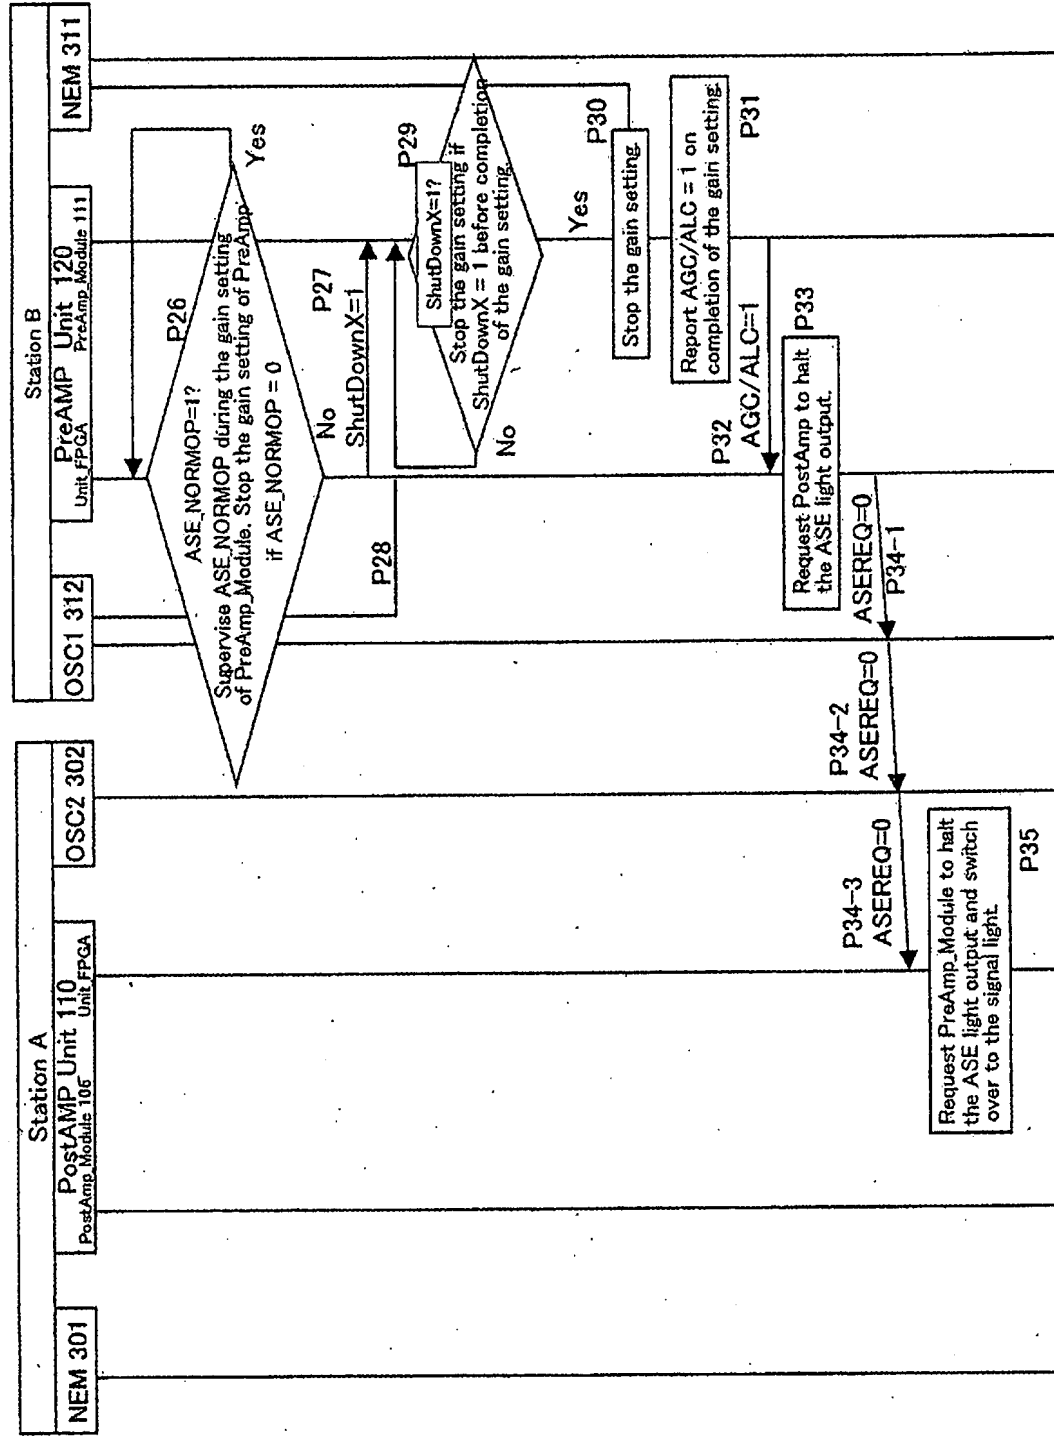 Station A
NEM 301
PostAMP Unit 110
PostAmp_Module 106
Unit_FPGA
OSC2 302
Station B
OSC1 312
PreAMP Unit 120
Unit_FPGA
PreAmp_Module 111
NEM 311
P26
ASE_NORMOP=1?
Supervise ASE_NORMOP during the gain setting
of PreAmp_Module. Stop the gain setting of PreAmp
if ASE_NORMOP = 0
Yes
No
P27
ShutDownX=1
P28
P29
ShutDownX=1?
Stop the gain setting if
ShutDownX = 1 before completion
of the gain setting.
No
Yes
P30
Stop the gain setting.
Report AGC/ALC = 1 on
completion of the gain setting.
P31
P32
AGC/ALC=1
P33
Request PostAmp to halt
the ASE light output.
ASEREQ=0
P34-1
P34-2
ASEREQ=0
P34-3
ASEREQ=0
Request PreAmp_Module to halt
the ASE light output and switch
over to the signal light.
P35